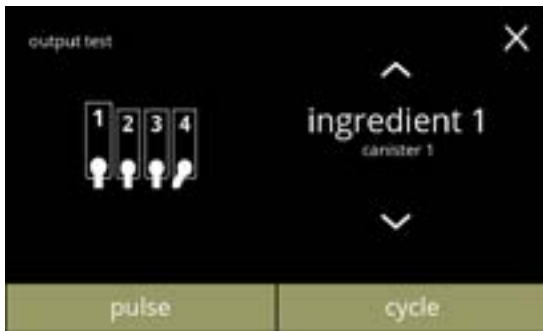 output test
1 2 3 4
ingredient 1
canister 1
pulse
cycle